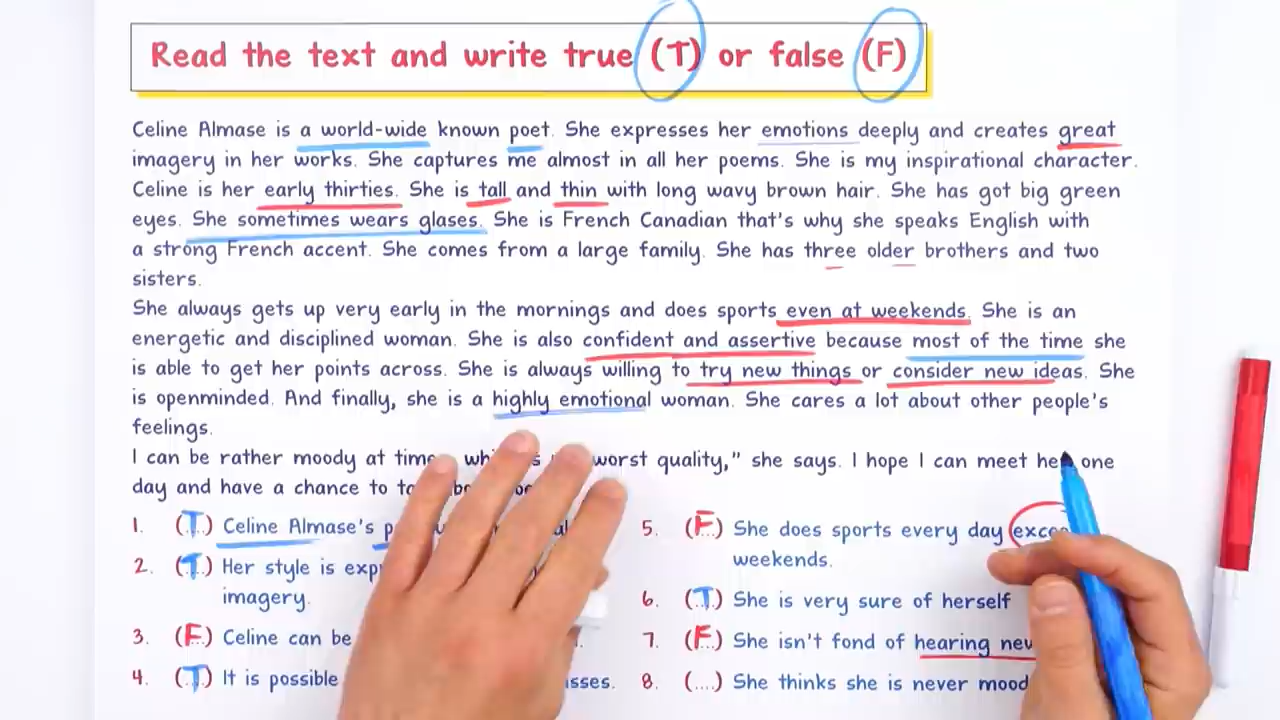 Read the text and write true (T) or false (F)
Celine Almase is a world-wide known poet. She expresses her emotions deeply and creates great
imagery in her works. She captures me almost in all her poems. She is my inspirational character.
Celine is her early thirties. She is tall and thin with long wavy brown hair. She has got big green
eyes. She sometimes wears glases. She is French Canadian that's why she speaks English with
a strong French accent. She comes from a large family. She has three older brothers and two
sisters.
She always gets up very early in the mornings and does sports even at weekends. She is an
energetic and disciplined woman. She is also confident and assertive because most of the time she
is able to get her points across. She is always willing to try new things or consider new ideas. She
is openminded. And finally, she is a highly emotional woman. She cares a lot about other people's
feelings.
I can be rather moody at worst quality," she says. I hope I can meet one
day and have a chance to
1. (T) Celine Almase's
2. (T) Her style is
imagery.
3. (F) Celine can be
4. (T) It is possible
5. (F) She does sports every day
weekends.
6. (T) She is very sure of herself
7. (F) She isn't fond of hearing
8. (....) She thinks she is never